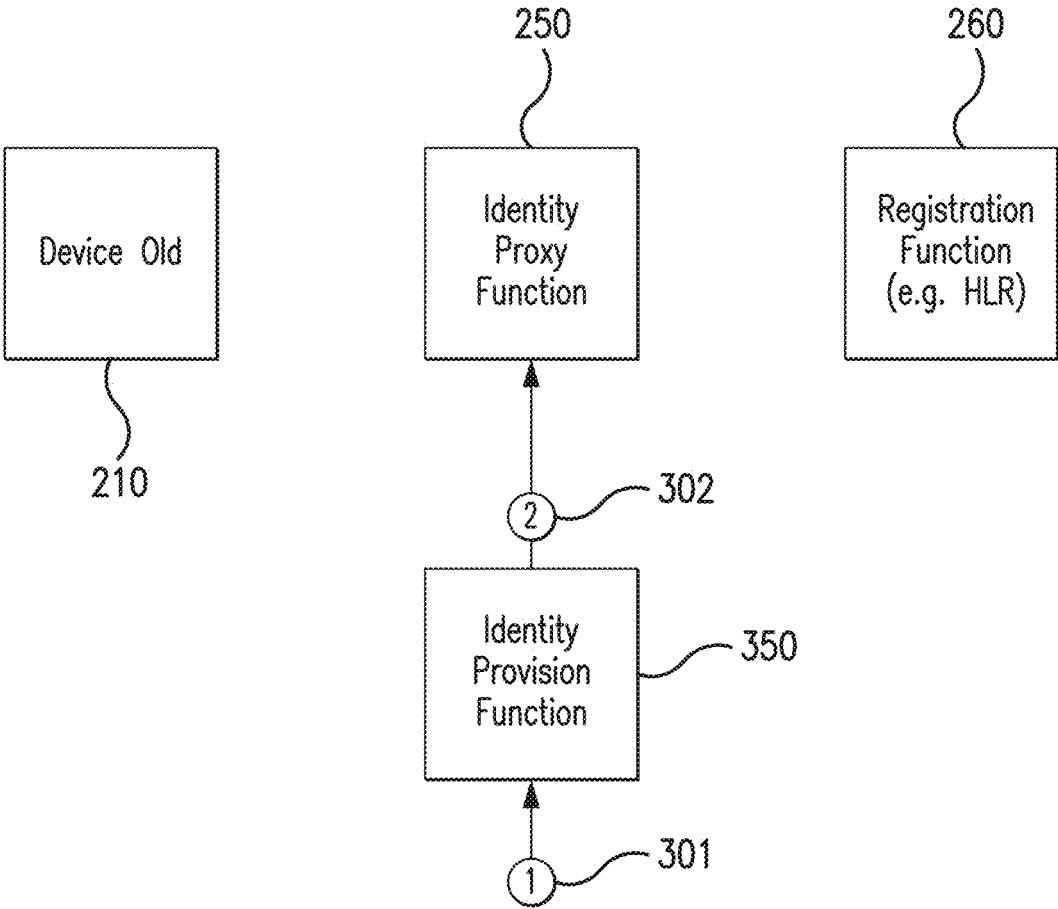 250
260
Device Old
Identity
Proxy
Function
Registration
Function
(e.g. HLR)
210
2
302
Identity
Provision
Function
350
1
301